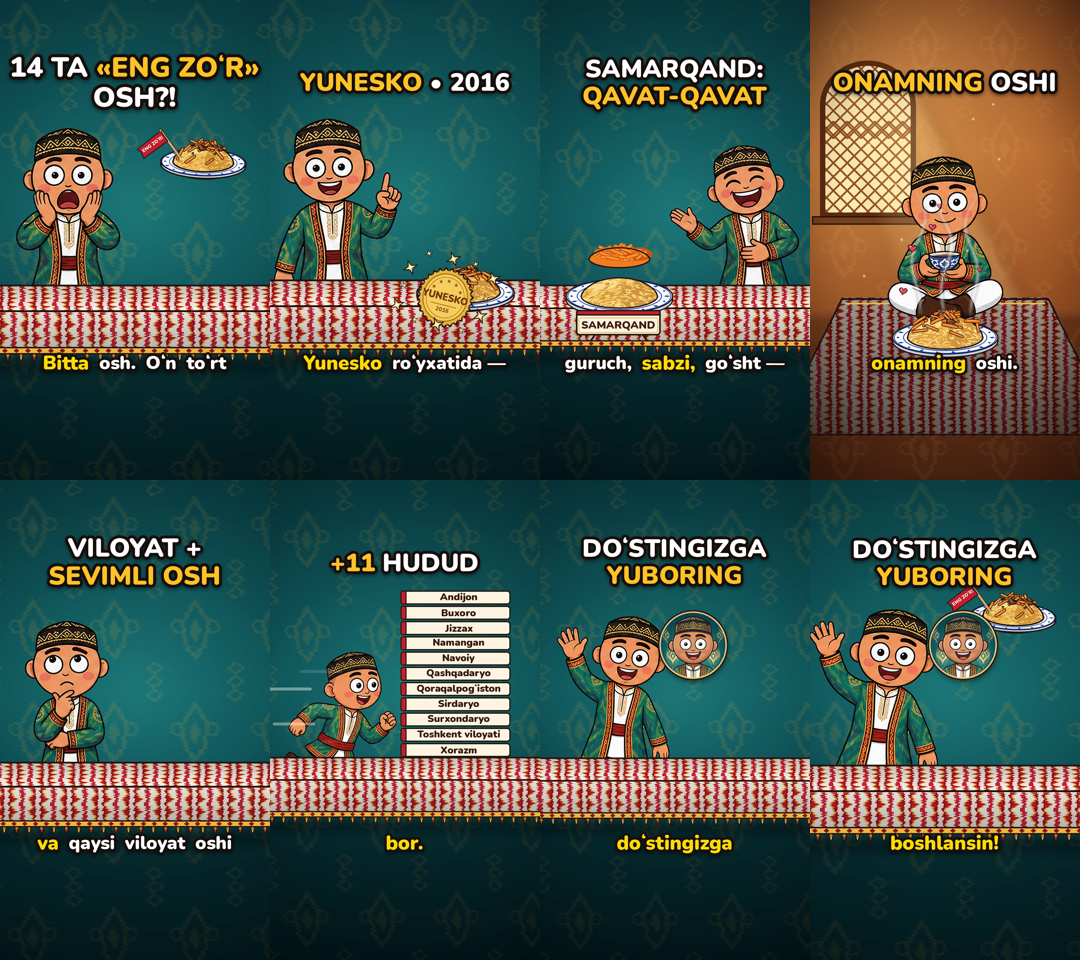 14 TA «ENG ZOʻR»
OSH?!
ENG ZOʻR!
Bitta osh. Oʻn toʻrt
YUNESKO • 2016
YUNESKO
2016
Yunesko roʻyxatida —
SAMARQAND:
QAVAT-QAVAT
SAMARQAND
guruch, sabzi, goʻsht —
ONAMNING OSHI
onamning oshi.
VILOYAT +
SEVIMLI OSH
va qaysi viloyat oshi
+11 HUDUD
Andijon
Buxoro
Jizzax
Namangan
Navoiy
Qashqadaryo
Qoraqalpogʻiston
Sirdaryo
Surxondaryo
Toshkent viloyati
Xorazm
bor.
DOʻSTINGIZGA
YUBORING
doʻstingizga
DOʻSTINGIZGA
YUBORING
ENG ZOʻR!
boshlansin!